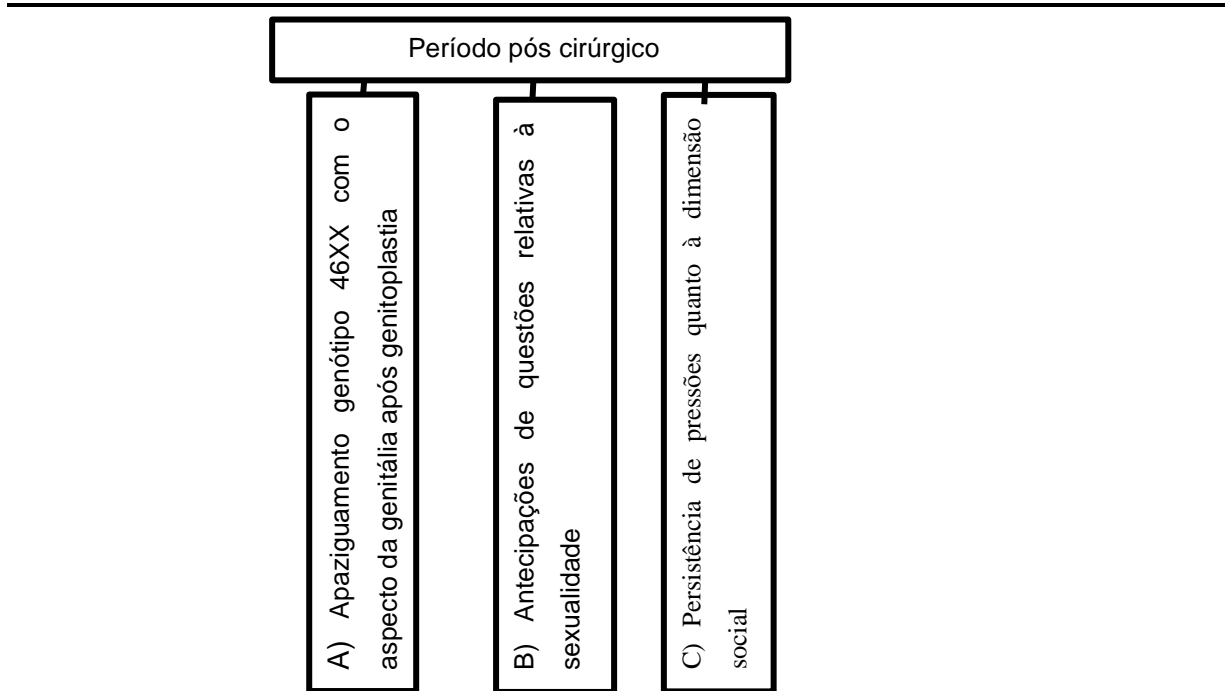 Período pós cirúrgico
A) Apaziguamento genótipo 46XX com o
aspecto da genitália após genitoplastia
B) Antecipações de questões relativas à
sexualidade
C) Persistência de pressões quanto à dimensão
social